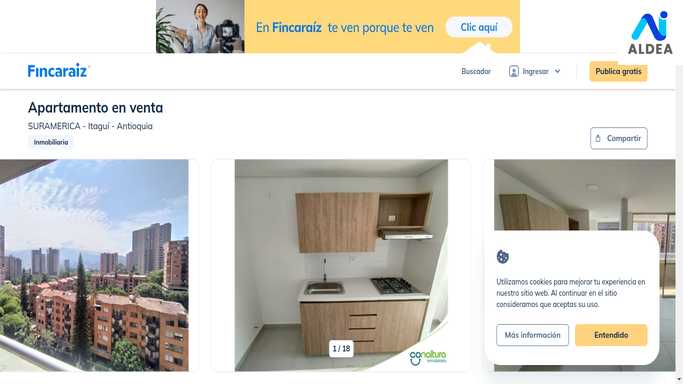 En Fincaraíz te ven porque te ven
Clic aquí
ALDEA
Fincaraiz
Buscador
Ingresar
Publica gratis
Apartamento en venta
SURAMERICA - Itaguí - Antioquia
Inmobiliaria
Compartir
Utilizamos cookies para mejorar tu experiencia en
nuestro sitio web. Al continuar en el sitio
consideramos que aceptas su uso.
Más información
Entendido
1 / 18
conaltura